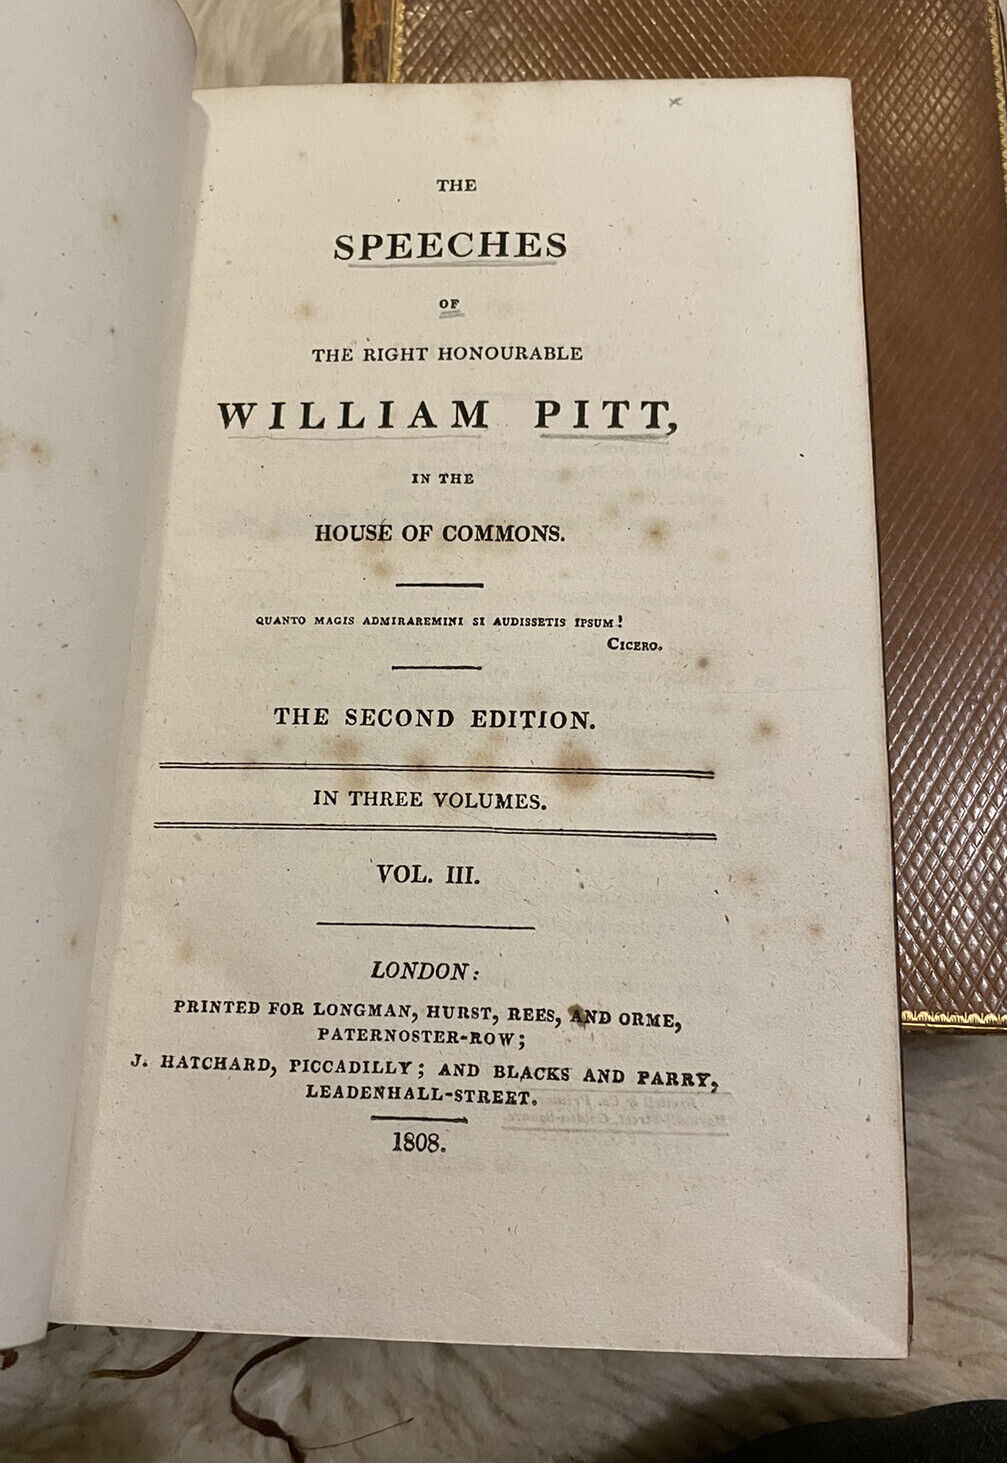 THE
SPEECHES
OF
THE RIGHT HONOURABLE
WILLIAM PITT,
IN THE
HOUSE OF COMMONS.
QUANTO MAGIS ADMIRAREMINI SI AUDISSETIS IPSUM!
CICERO.
THE SECOND EDITION.
IN THREE VOLUMES.
VOL. III.
LONDON:
PRINTED FOR LONGMAN, HURST, REES, AND ORME,
PATERNOSTER-ROW;
J. HATCHARD, PICCADILLY; AND BLACKS AND PARRY,
LEADENHALL-STREET.
1808.